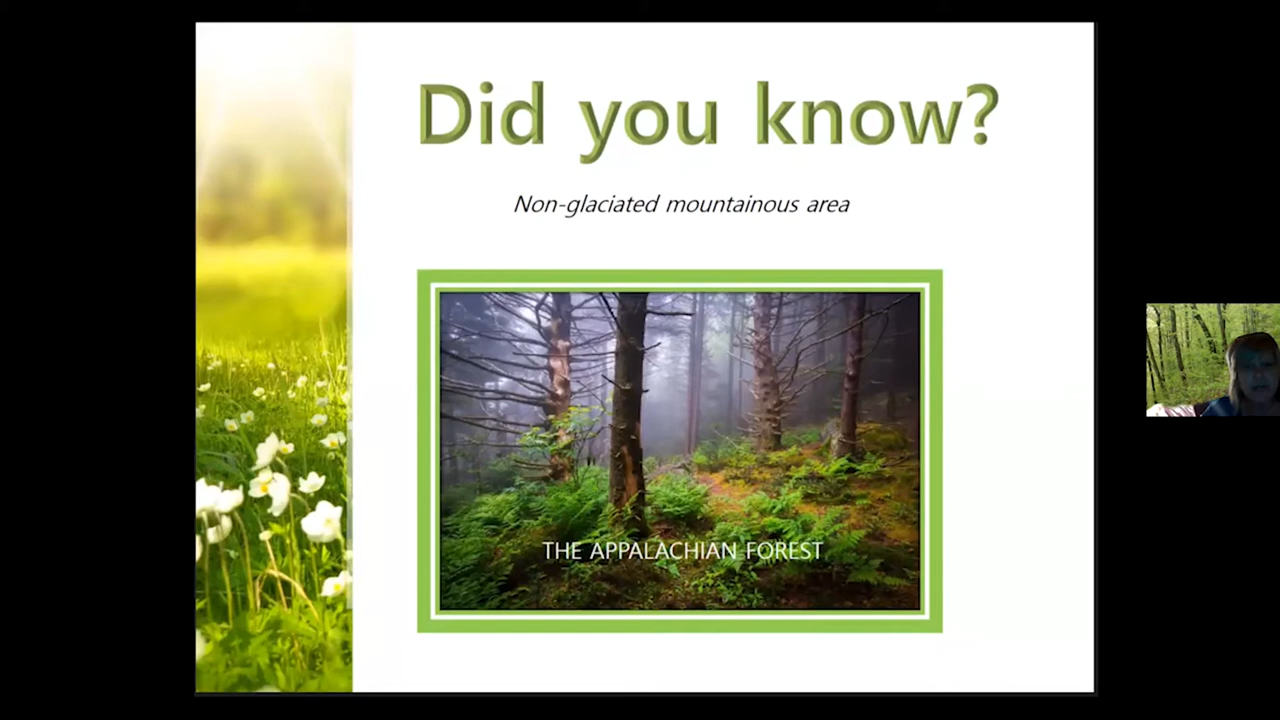 Did you know?
Non-glaciated mountainous area
THE APPALACHIAN FOREST